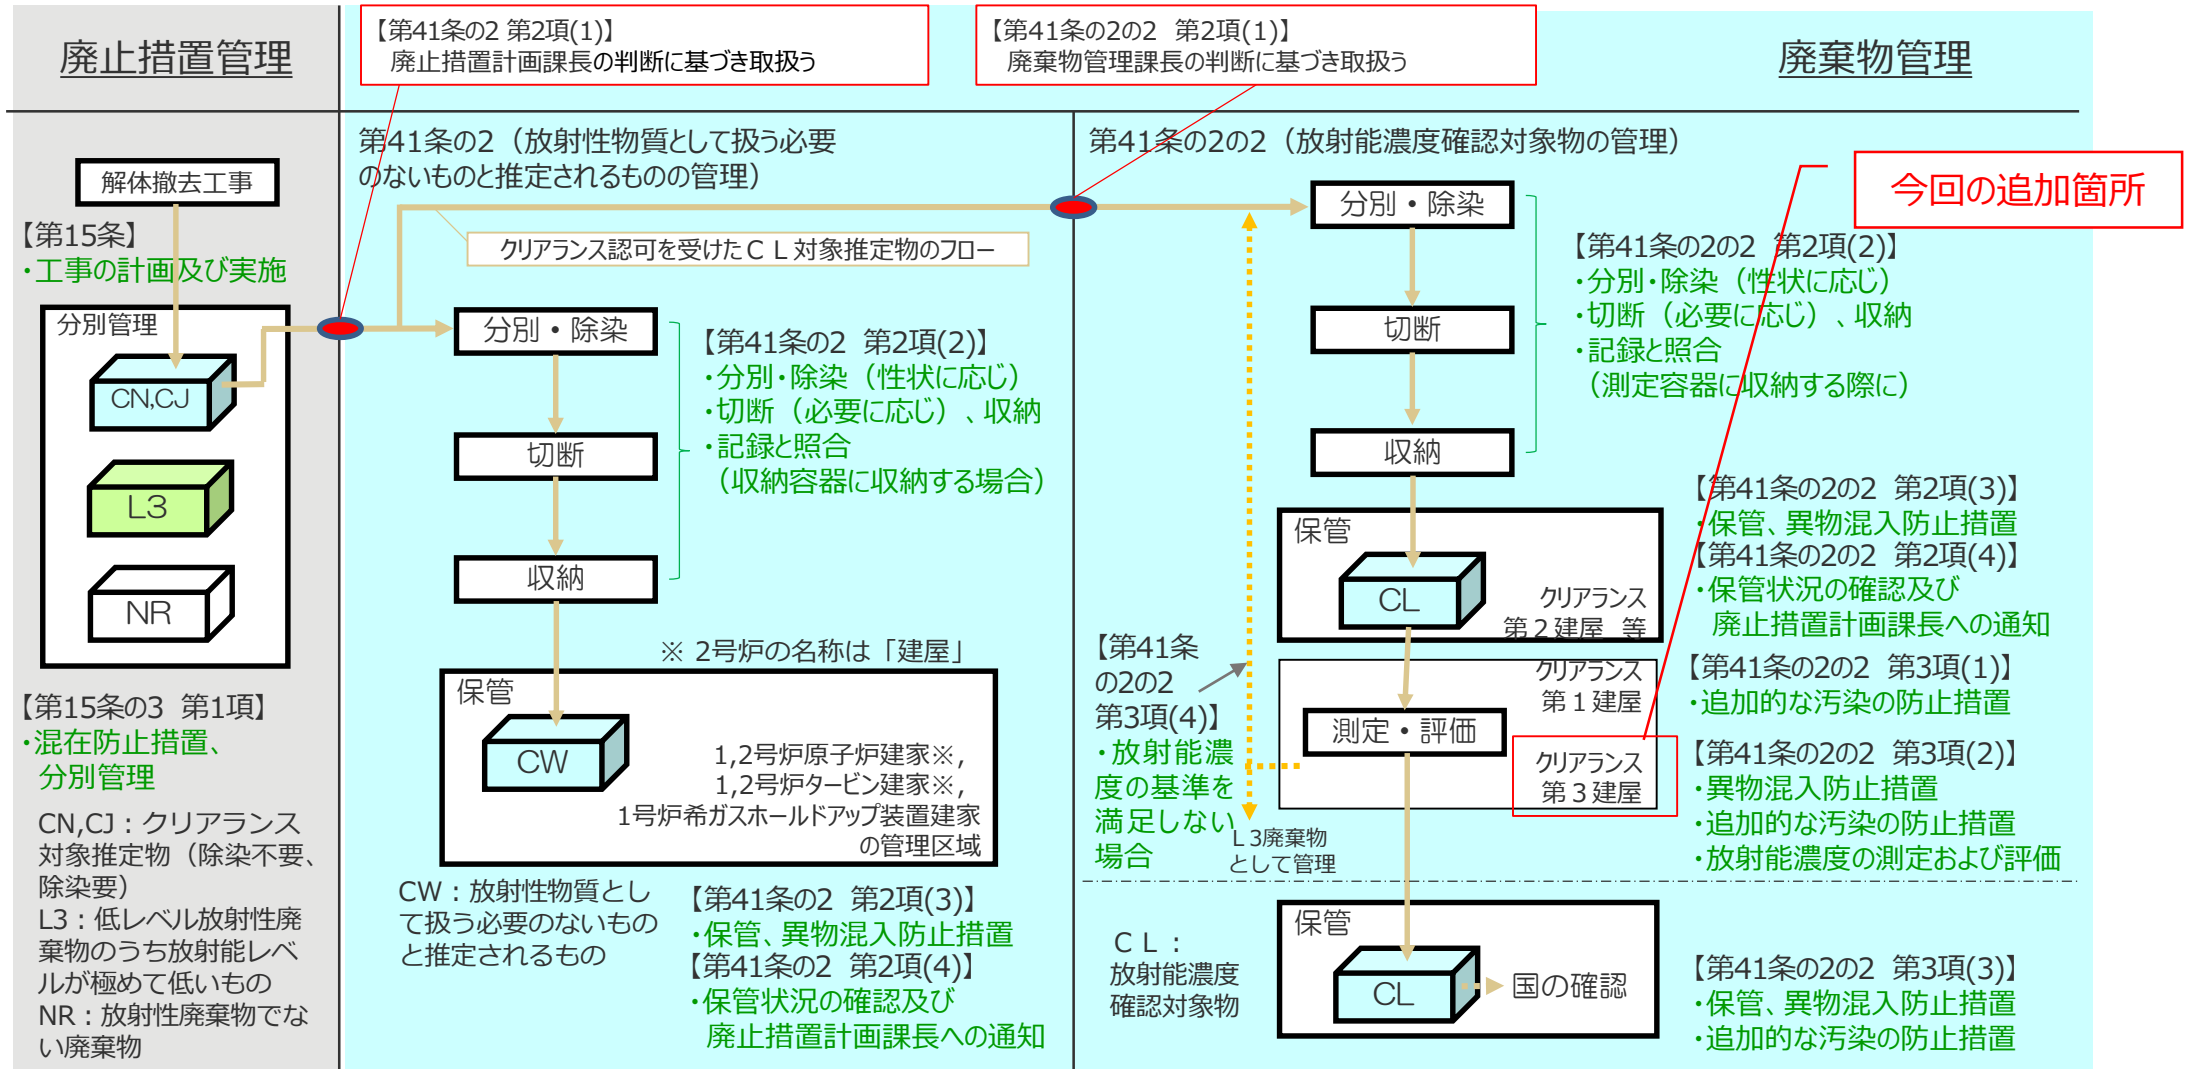 廃止措置管理
【第41条の2 第2項(1)】
廃止措置計画課長の判断に基づき取扱う
【第41条の2の2 第2項(1)】
廃棄物管理課長の判断に基づき取扱う
廃棄物管理
解体撤去工事
【第15条】
・工事の計画及び実施
分別管理
CN,CJ
L3
NR
【第15条の3 第1項】
・混在防止措置、
分別管理
CN,CJ：クリアランス
対象推定物（除染不要、
除染要）
L3：低レベル放射性廃
棄物のうち放射能レベ
ルが極めて低いもの
NR：放射性廃棄物でな
い廃棄物
第41条の2（放射性物質として扱う必要
のないものと推定されるものの管理）
クリアランス認可を受けたＣＬ対象推定物のフロー
分別・除染
切断
収納
【第41条の2 第2項(2)】
・分別・除染（性状に応じ）
・切断（必要に応じ）、収納
・記録と照合
（収納容器に収納する場合）
※ 2号炉の名称は「建屋」
保管
CW
1,2号炉原子炉建家※,
1,2号炉タービン建家※,
1号炉希ガスホールドアップ装置建家
の管理区域
CW：放射性物質とし
て扱う必要のないもの
と推定されるもの
【第41条の2 第2項(3)】
・保管、異物混入防止措置
【第41条の2 第2項(4)】
・保管状況の確認及び
廃止措置計画課長への通知
第41条の2の2（放射能濃度確認対象物の管理）
今回の追加箇所
分別・除染
切断
収納
【第41条の2の2 第2項(2)】
・分別・除染（性状に応じ）
・切断（必要に応じ）、収納
・記録と照合
（測定容器に収納する際に）
保管
CL
クリアランス
第２建屋 等
【第41条の2の2 第2項(3)】
・保管、異物混入防止措置
【第41条の2の2 第2項(4)】
・保管状況の確認及び
廃止措置計画課長への通知
【第41条
の2の2
第3項(4)】
・放射能濃
度の基準を
満足しない
場合
Ｌ3廃棄物
として管理
クリアランス
第１建屋
測定・評価
クリアランス
第３建屋
【第41条の2の2 第3項(1)】
・追加的な汚染の防止措置
【第41条の2の2 第3項(2)】
・異物混入防止措置
・追加的な汚染の防止措置
・放射能濃度の測定および評価
ＣＬ：
放射能濃度
確認対象物
保管
CL
国の確認
【第41条の2の2 第3項(3)】
・保管、異物混入防止措置
・追加的な汚染の防止措置